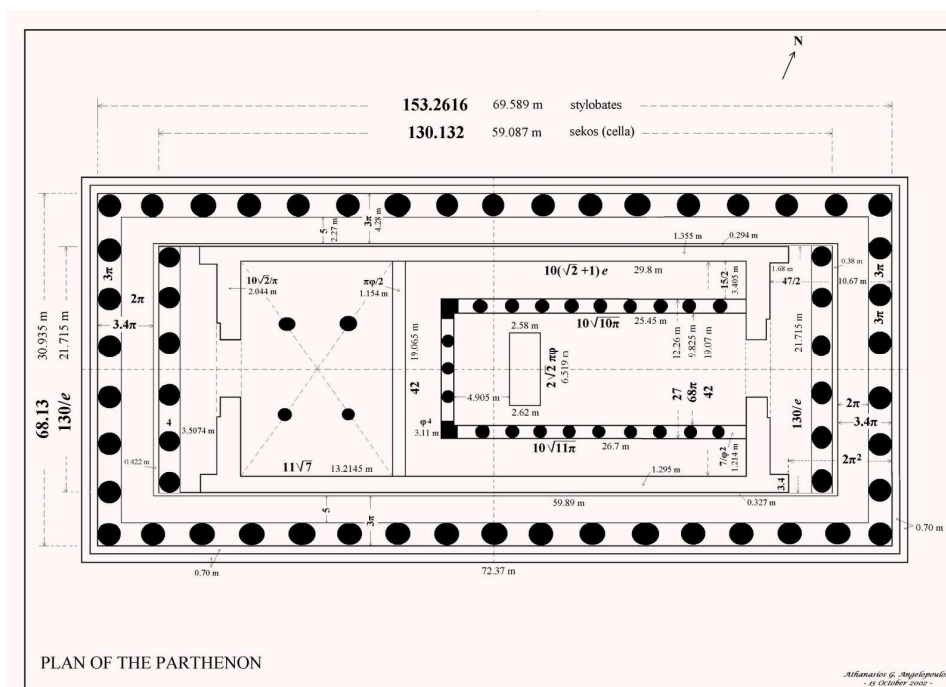 N
153.2616 69.589 m stylobates
130.132 59.087 m sekos (cella)
5
2.27 m
3π
4.28 m
1.355 m
0.294 m
3π
2π
3.4π
10√2/π
2.044 m
πφ/2
1.154 m
10(√2 +1) e 29.8 m
15/2
3.405 m
1.68 m
47/2
0.38 m
10.67 m
3π
3π
30.935 m
21.715 m
68.13
130/e
19.065 m
42
10√10π
25.45 m
2.58 m
2√2 πφ
6.519 m
2.62 m
12.26 m
9.825 m
19.07 m
27
68π
42
21.715 m
130/e
2π
3.4π
2π²
4.905 m
4
3.5074 m
φ⁴
3.11 m
10√11π
26.7 m
7/φ2
1.214 m
0.422 m
11√7
13.2145 m
1.295 m
3.4
59.89 m
0.327 m
5
3π
0.70 m
0.70 m
72.37 m
PLAN OF THE PARTHENON
Athanasios G. Angelopoulos
- 15 October 2002 -